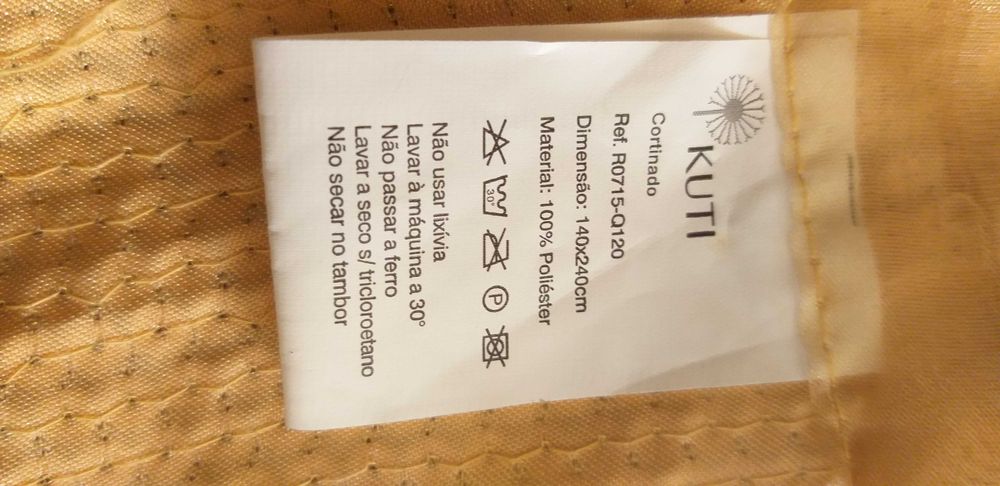 KUTI
Cortinado
Ref. R0715-Q120
Dimensão: 140x240cm
Material: 100% Poliéster
30°
P
Não usar lixívia
Lavar à máquina a 30°
Não passar a ferro
Lavar a seco s/ tricloroetano
Não secar no tambor